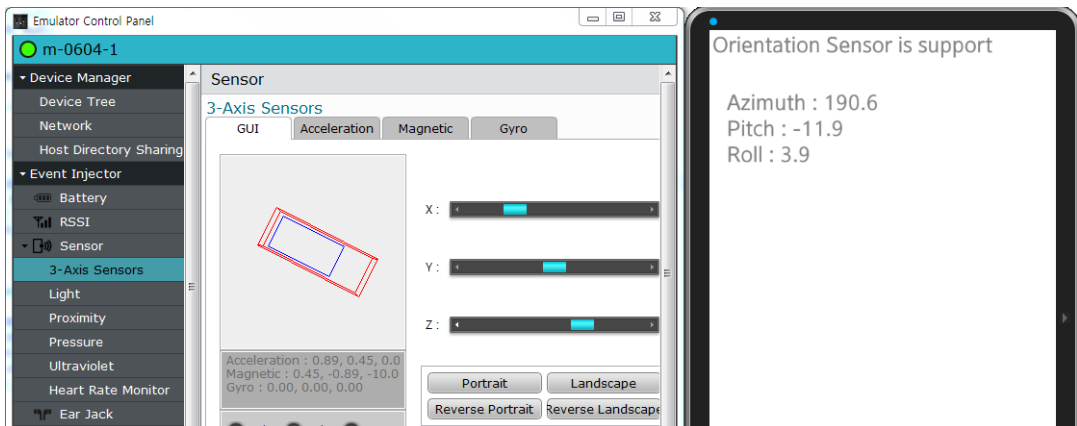 Emulator Control Panel
m-0604-1
Device Manager
Device Tree
Network
Host Directory Sharing
Event Injector
Battery
RSSI
Sensor
3-Axis Sensors
Light
Proximity
Pressure
Ultraviolet
Heart Rate Monitor
Ear Jack
Sensor
3-Axis Sensors
GUI
Acceleration
Magnetic
Gyro
X :
Y :
Z :
Acceleration : 0.89, 0.45, 0.0
Magnetic : 0.45, -0.89, -10.0
Gyro : 0.00, 0.00, 0.00
Portrait
Landscape
Reverse Portrait
Reverse Landscape
Orientation Sensor is support
Azimuth : 190.6
Pitch : -11.9
Roll : 3.9